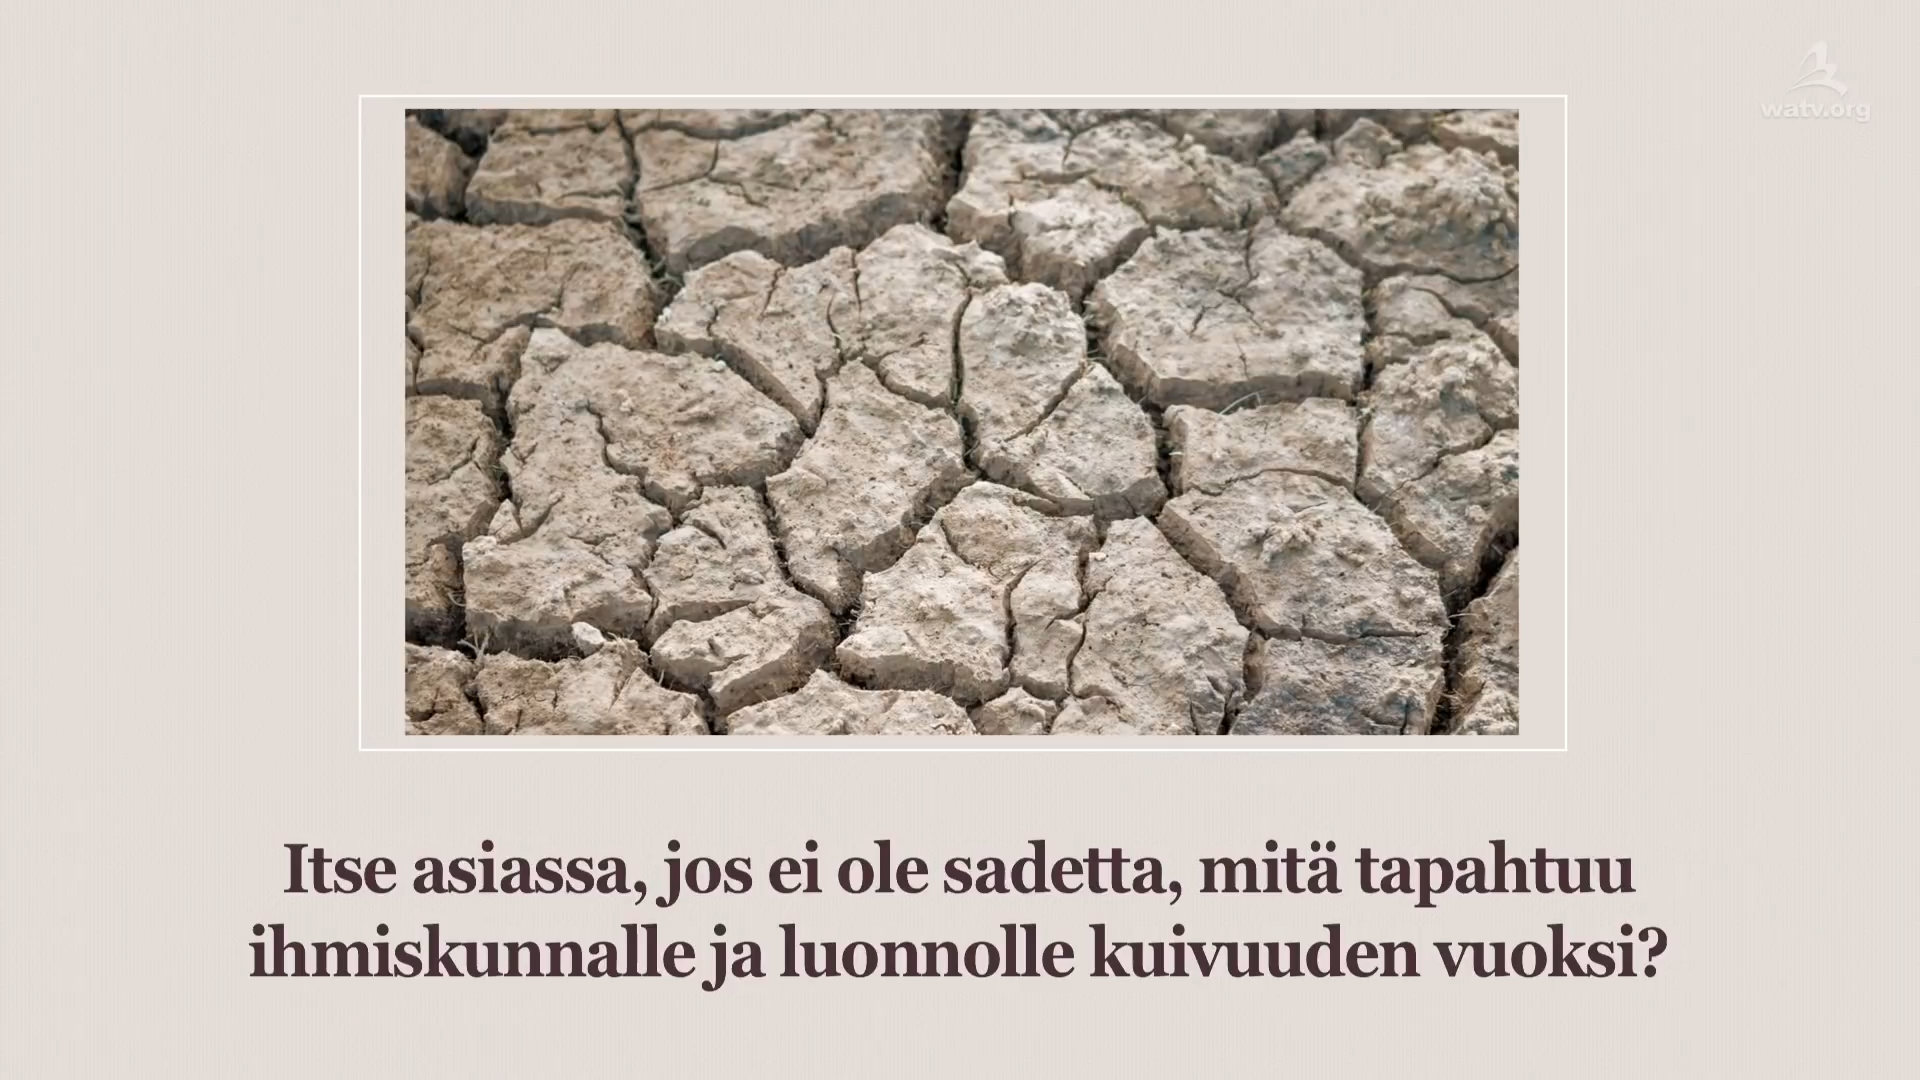 watv.org
Itse asiassa, jos ei ole sadetta, mitä tapahtuu
ihmiskunnalle ja luonnolle kuivuuden vuoksi?